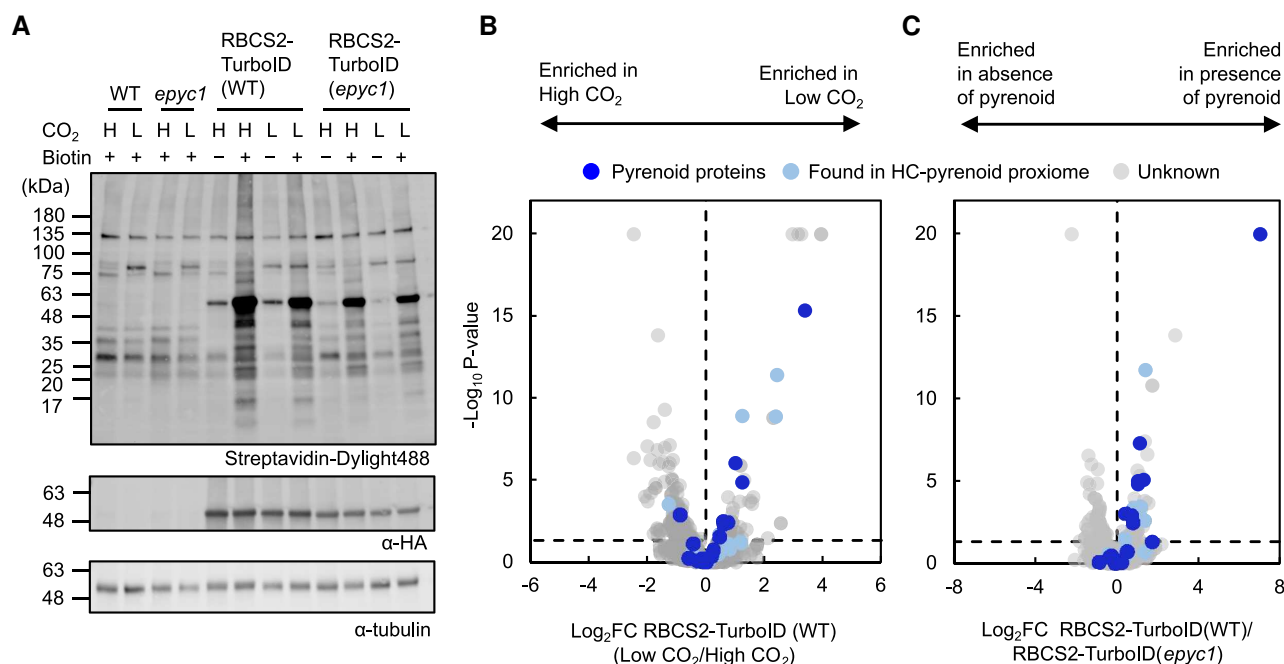 A
WT
epyc1
RBCS2-
TurboID
(WT)
RBCS2-
TurboID
(epyc1)
CO2 H L H L H H L L H H L L
Biotin + + + + − + − + − + − +
(kDa)
180
135
100
75
63
48
35
25
20
17
Streptavidin-Dylight488
63
48
α-HA
63
48
α-tubulin
B
Enriched in
High CO2
Enriched in
Low CO2
C
Enriched
in absence
of pyrenoid
Enriched in
presence
of pyrenoid
Pyrenoid proteins
Found in HC-pyrenoid proxiome
Unknown
-Log10 P-value
20
15
10
5
0
-6 -4 -2 0 2 4 6
Log2FC RBCS2-TurboID (WT)
(Low CO2/High CO2)
20
15
10
5
0
-8 -4 0 4 8
Log2FC RBCS2-TurboID(WT)/
RBCS2-TurboID(epyc1)